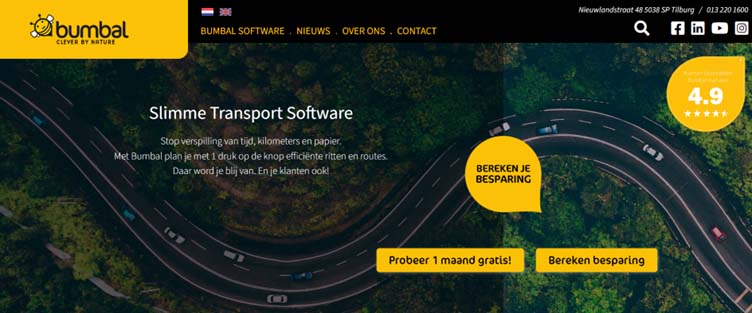 Nieuwlandstraat 48 5038 SP Tilburg / 013 220 1600
bumbal
CLEVER BY NATURE
BUMBAL SOFTWARE . NIEUWS . OVER ONS . CONTACT
4.9
Slimme Transport Software
Stop verspilling van tijd, kilometers en papier.
Met Bumbal plan je met 1 druk op de knop efficiënte ritten en routes.
Daar word je blij van. En je klanten ook!
BEREKEN JE
BESPARING
Probeer 1 maand gratis!
Bereken besparing